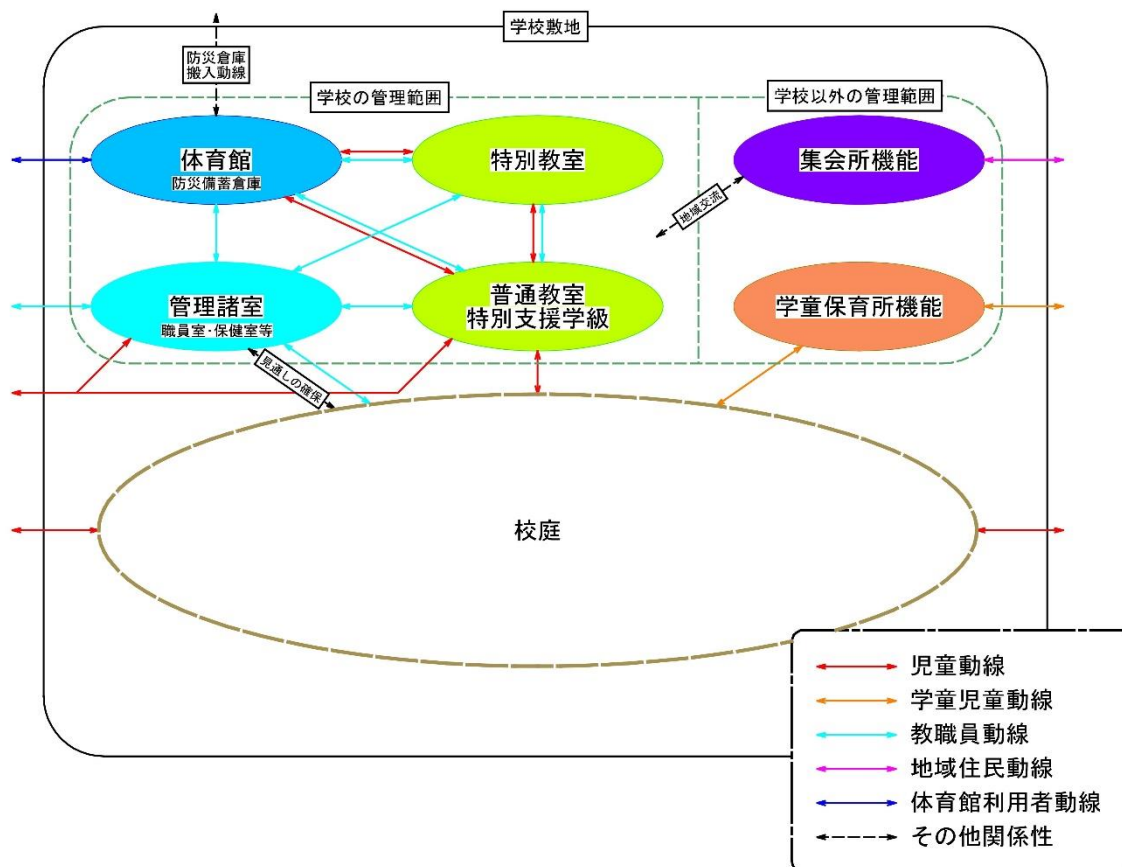 学校敷地
防災倉庫
搬入動線
学校の管理範囲
学校以外の管理範囲
体育館
防災備蓄倉庫
特別教室
集会所機能
地域交流
管理諸室
職員室・保健室等
普通教室
特別支援学級
学童保育所機能
見通しの確保
校庭
児童動線
学童児童動線
教職員動線
地域住民動線
体育館利用者動線
その他関係性